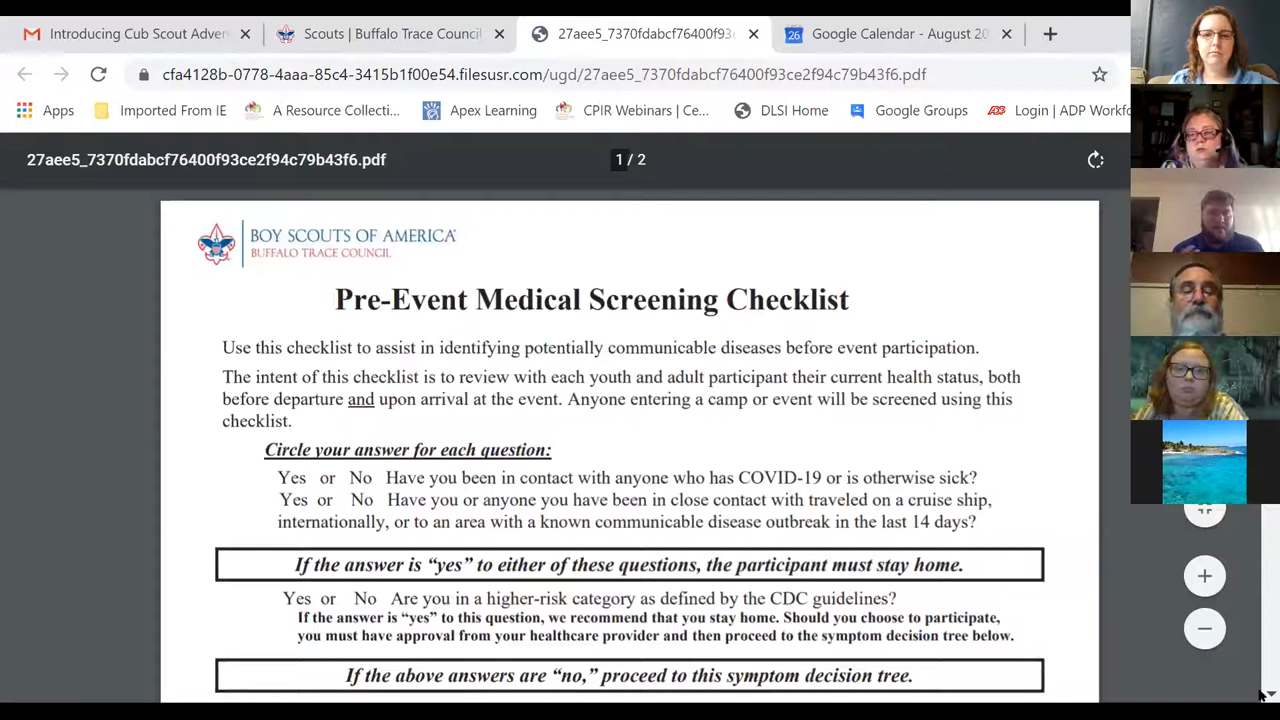 Introducing Cub Scout Adven
Scouts | Buffalo Trace Council
27aee5_7370fdabcf76400f93c
26 Google Calendar - August 20
cfa4128b-0778-4aaa-85c4-3415b1f00e54.filesusr.com/ugd/27aee5_7370fdabcf76400f93ce2f94c79b43f6.pdf
Apps Imported From IE A Resource Collecti... Apex Learning CPIR Webinars | Ce... DLSI Home Google Groups ADP Login | ADP Workfo
27aee5_7370fdabcf76400f93ce2f94c79b43f6.pdf 1 / 2
BOY SCOUTS OF AMERICA
BUFFALO TRACE COUNCIL
Pre-Event Medical Screening Checklist
Use this checklist to assist in identifying potentially communicable diseases before event participation.
The intent of this checklist is to review with each youth and adult participant their current health status, both
before departure and upon arrival at the event. Anyone entering a camp or event will be screened using this
checklist.
Circle your answer for each question:
Yes or No Have you been in contact with anyone who has COVID-19 or is otherwise sick?
Yes or No Have you or anyone you have been in close contact with traveled on a cruise ship,
internationally, or to an area with a known communicable disease outbreak in the last 14 days?
If the answer is “yes” to either of these questions, the participant must stay home.
Yes or No Are you in a higher-risk category as defined by the CDC guidelines?
If the answer is “yes” to this question, we recommend that you stay home. Should you choose to participate,
you must have approval from your healthcare provider and then proceed to the symptom decision tree below.
If the above answers are “no,” proceed to this symptom decision tree.